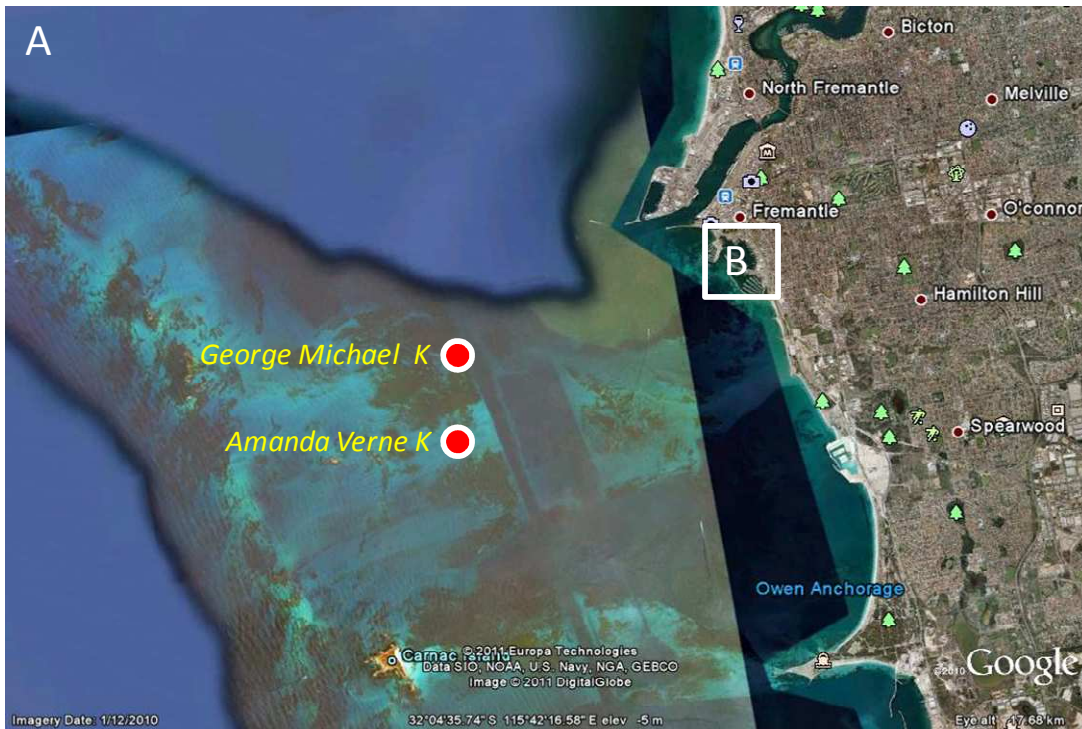 A
Bicton
North Fremantle
Melville
Fremantle
O'connor
B
Hamilton Hill
George Michael K
Amanda Verne K
Spearwood
Owen Anchorage
Carnac Island
© 2011 Europa Technologies
Data SIO, NOAA, U.S. Navy, NGA, GEBCO
Image © 2011 DigitalGlobe
©2010 Google
Imagery Date: 1/12/2010 32°04'35.74" S 115°42'16.58" E elev -5 m Eye alt 17.68 km